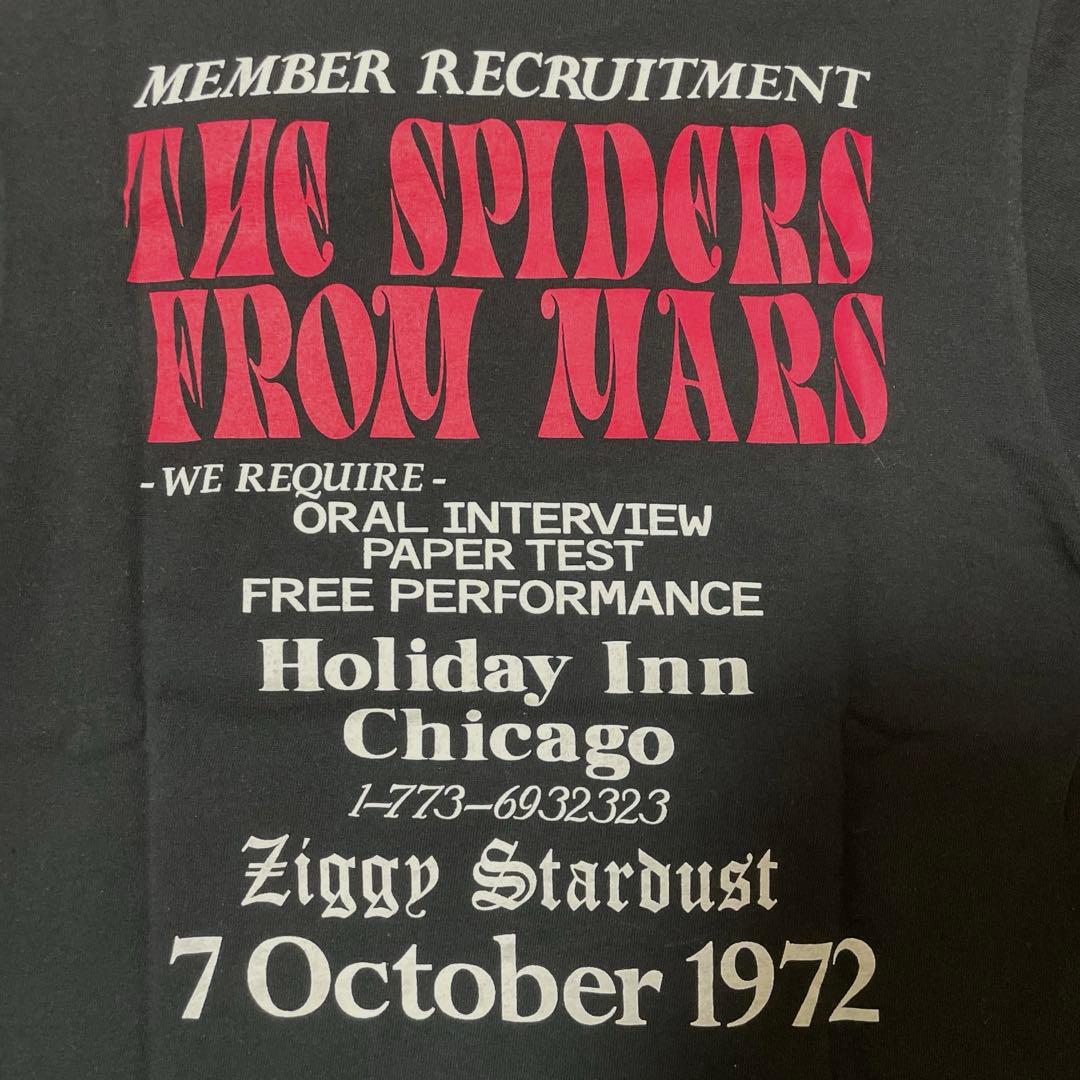 MEMBER RECRUITMENT
THE SPIDERS
FROM MARS
-WE REQUIRE-
ORAL INTERVIEW
PAPER TEST
FREE PERFORMANCE
Holiday Inn
Chicago
1-773-6932323
Ziggy Stardust
7 October 1972